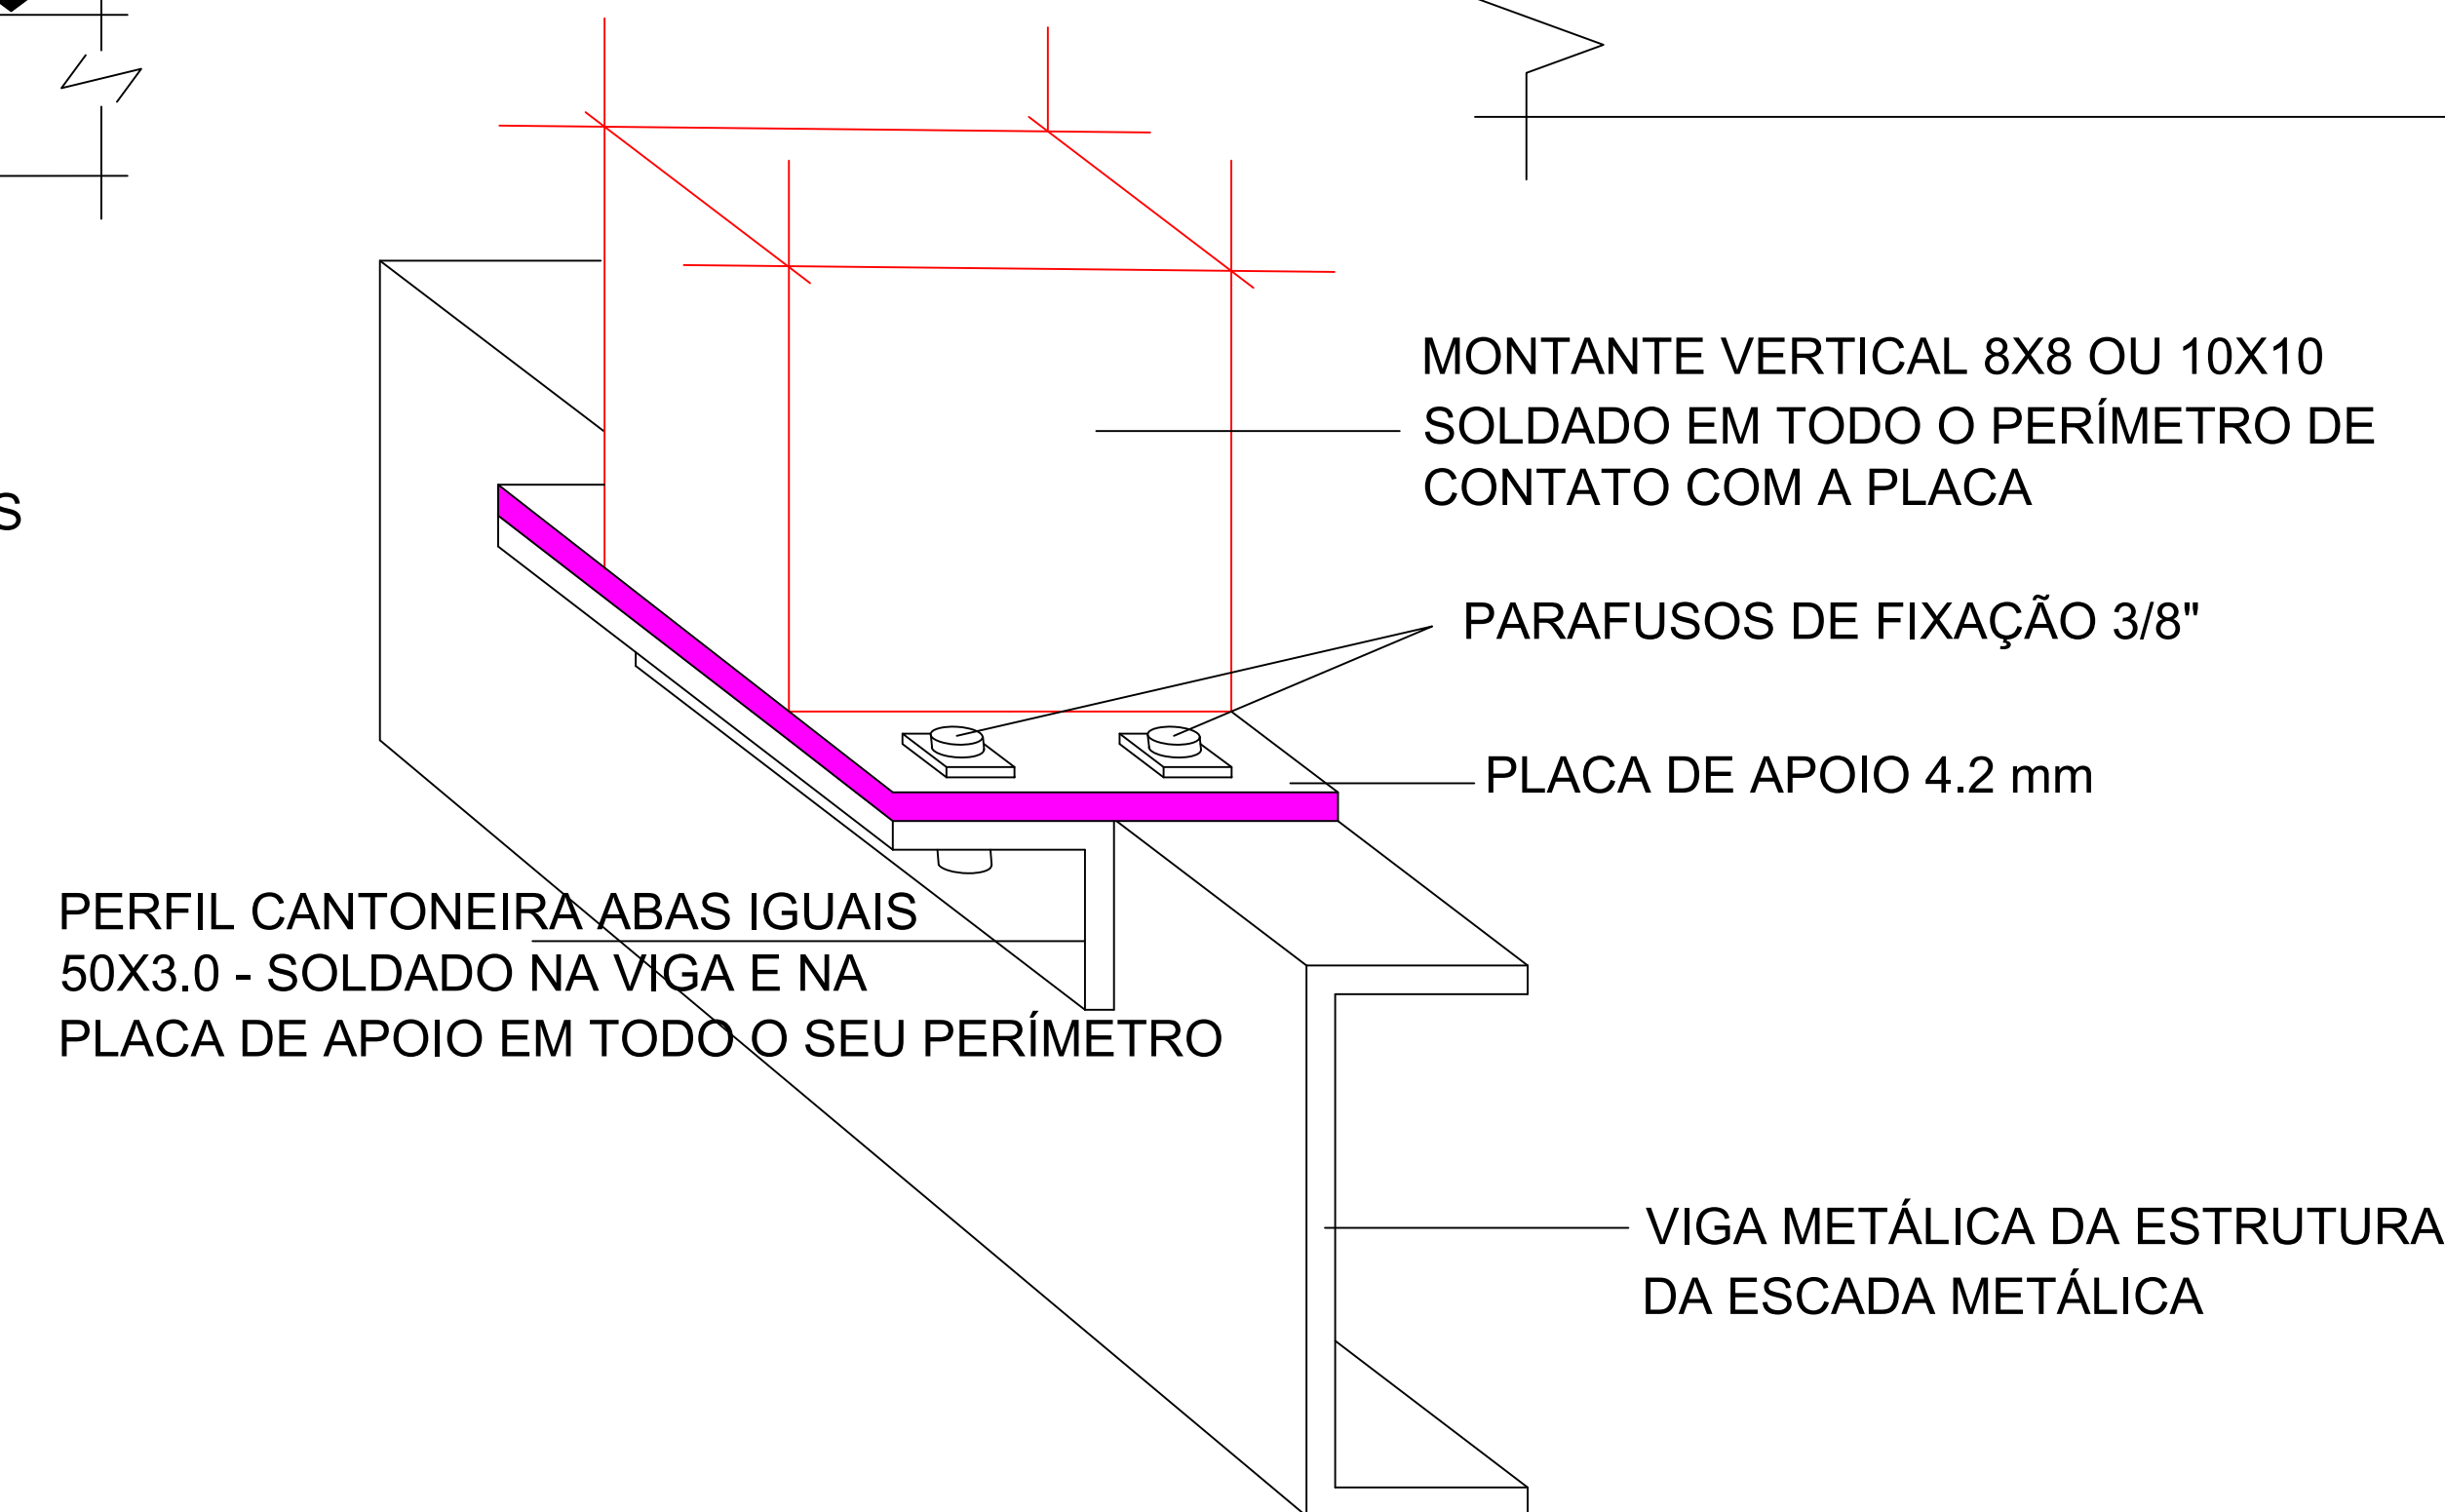 MONTANTE VERTICAL 8X8 OU 10X10
SOLDADO EM TODO O PERÍMETRO DE
CONTATO COM A PLACA
S
PARAFUSOS DE FIXAÇÃO 3/8"
PLACA DE APOIO 4.2 mm
PERFIL CANTONEIRA ABAS IGUAIS
50X3.0 - SOLDADO NA VIGA E NA
PLACA DE APOIO EM TODO O SEU PERÍMETRO
VIGA METÁLICA DA ESTRUTURA
DA ESCADA METÁLICA